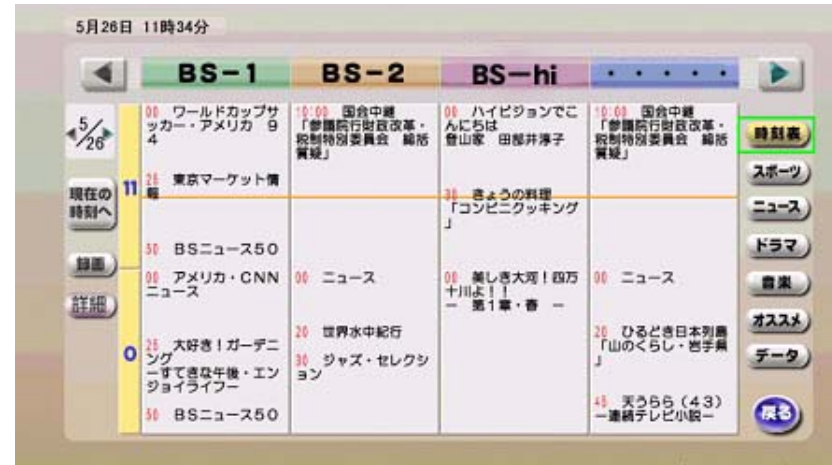 5月26日 11時34分
BS-1
BS-2
BS-hi
・・・・・
5/26
現在の
時刻へ
録画
詳細
11
0
00 ワールドカップサ
ッカー・アメリカ 9
4
25 東京マーケット情
報
50 BSニュース50
00 アメリカ・CNN
ニュース
25 大好き!ガーデニ
ング
ーすてきな午後・エン
ジョイライフー
50 BSニュース50
10:00 国会中継
「参議院行財政改革・
税制特別委員会 総括
質疑」
00 ニュース
20 世界水中紀行
30 ジャズ・セレクシ
ョン
00 ハイビジョンでこ
んにちは
登山家 田部井淳子
30 きょうの料理
「コンビニクッキング
」
00 美しき大河!四万
十川よ!!
ー 第1章・春 ー
10:00 国会中継
「参議院行財政改革・
税制特別委員会 総括
質疑」
00 ニュース
20 ひるどき日本列島
「山のくらし・岩手県
」
45 天うらら(43)
ー連続テレビ小説ー
時刻表
スポーツ
ニュース
ドラマ
音楽
オススメ
データ
戻る